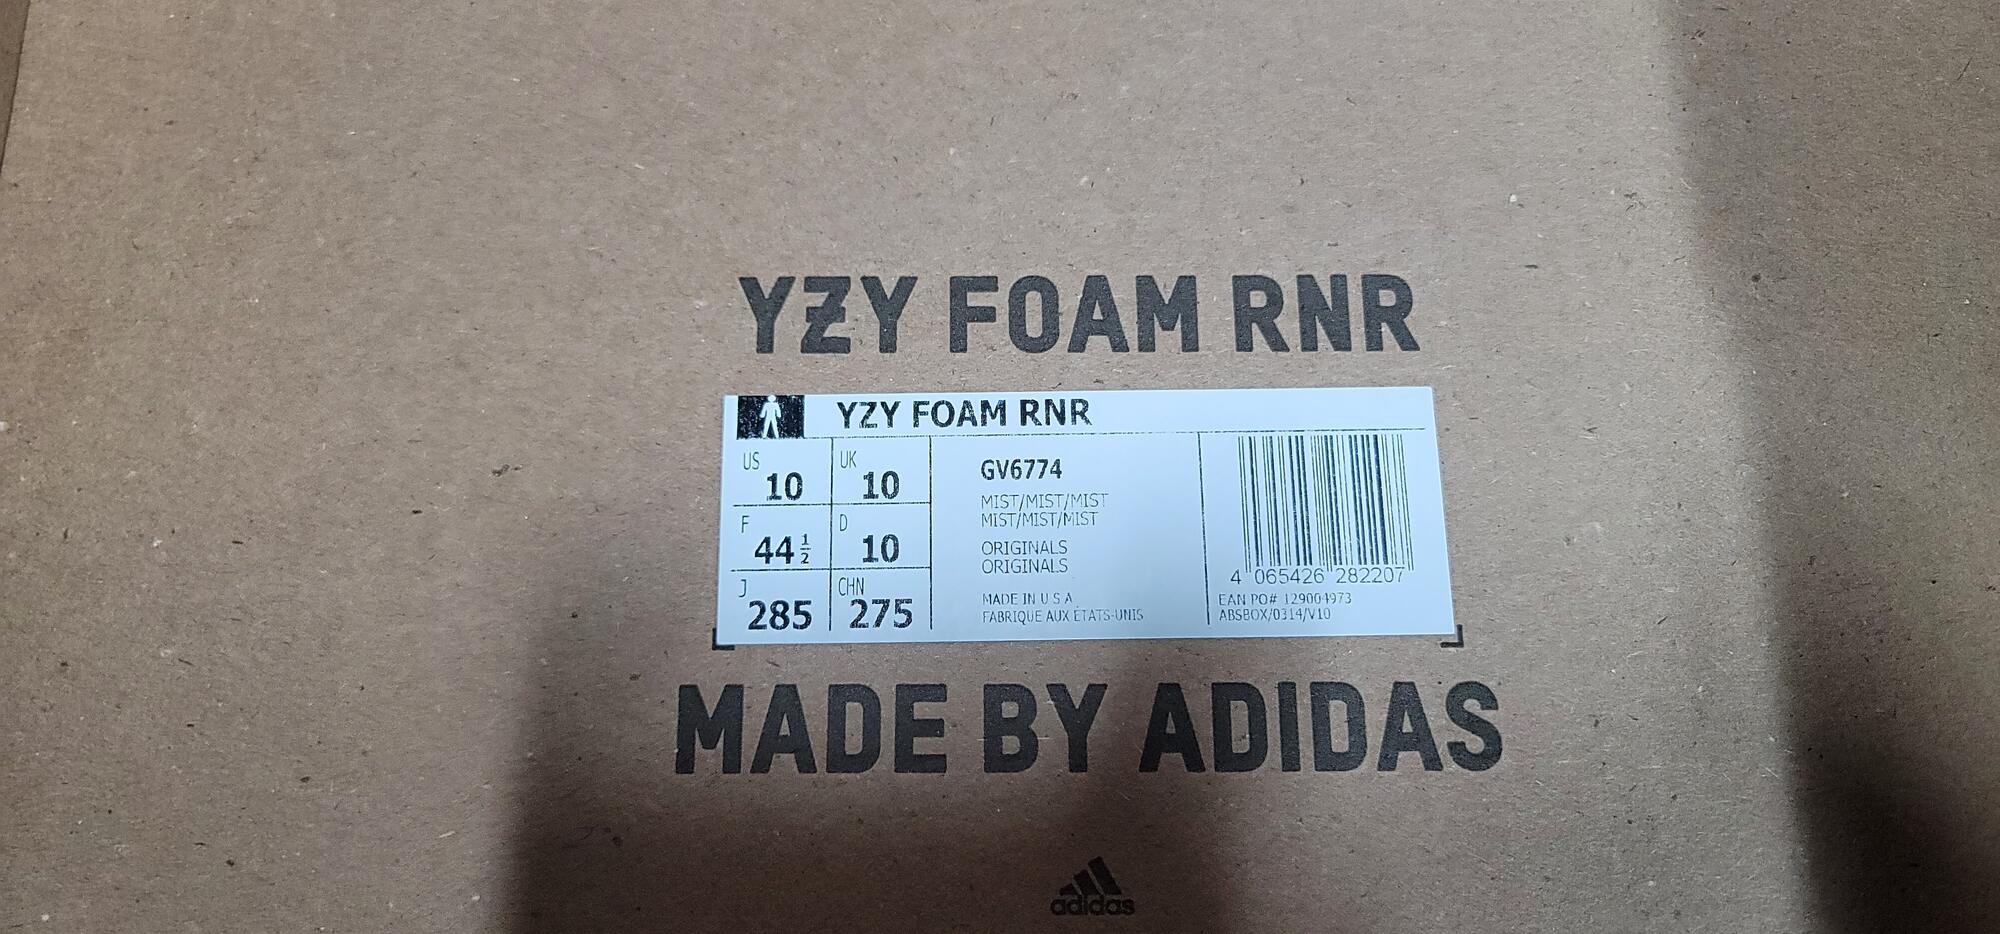 YZY FOAM RNR
YZY FOAM RNR
US 10 UK 10
F 44 1/2 D 10
J 285 CHN 275
GV6774
MIST/MIST/MIST
MIST/MIST/MIST
ORIGINALS
ORIGINALS
MADE IN U S A
FABRIQUE AUX ÉTATS-UNIS
4 065426 282207
EAN PO# 129004973
ABSBOX/0314/V10
MADE BY ADIDAS
adidas